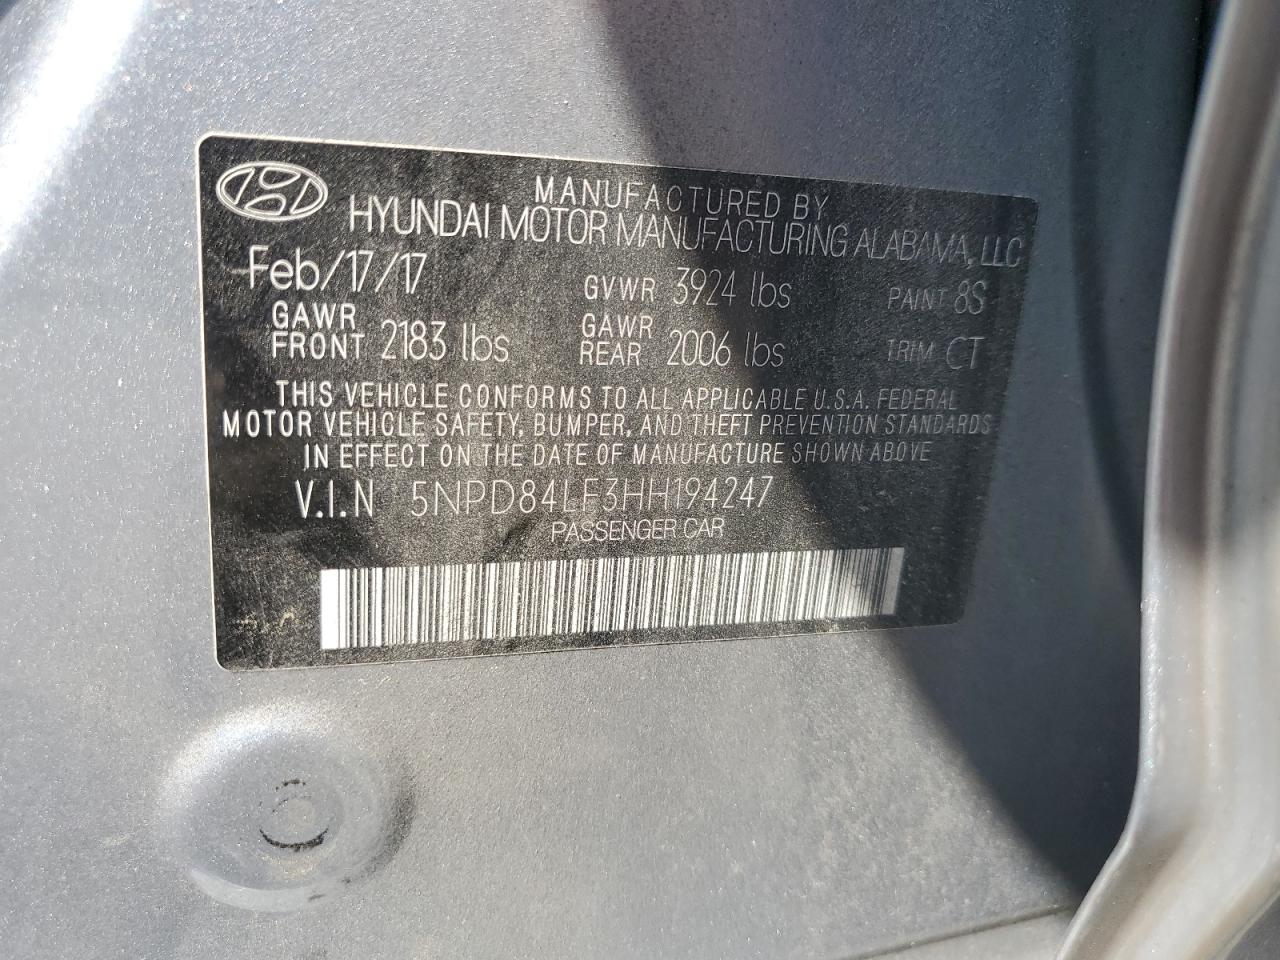 MANUFACTURED BY
HYUNDAI MOTOR MANUFACTURING ALABAMA, LLC
Feb/17/17 GVWR 3924 lbs PAINT 8S
GAWR FRONT 2183 lbs GAWR REAR 2006 lbs TRIM CT
THIS VEHICLE CONFORMS TO ALL APPLICABLE U.S.A. FEDERAL
MOTOR VEHICLE SAFETY, BUMPER, AND THEFT PREVENTION STANDARDS
IN EFFECT ON THE DATE OF MANUFACTURE SHOWN ABOVE
V.I.N 5NPD84LF3HH194247
PASSENGER CAR